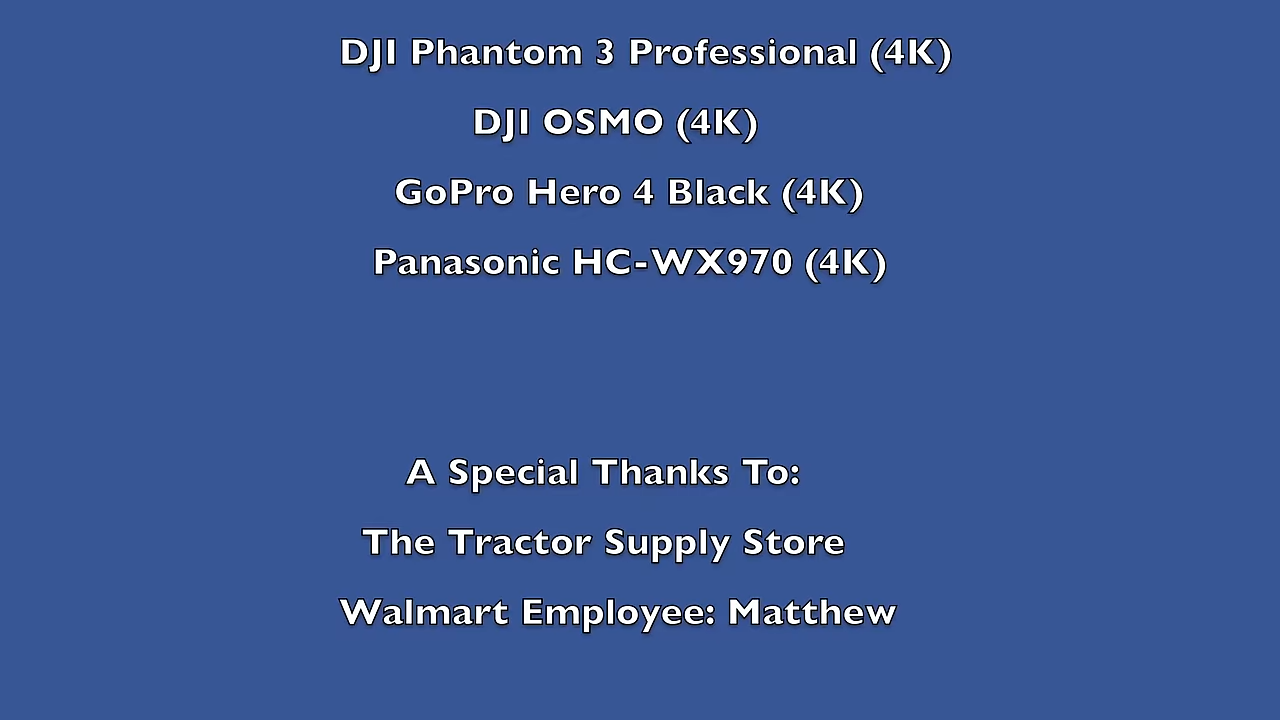 DJI Phantom 3 Professional (4K)
DJI OSMO (4K)
GoPro Hero 4 Black (4K)
Panasonic HC-WX970 (4K)
A Special Thanks To:
The Tractor Supply Store
Walmart Employee: Matthew